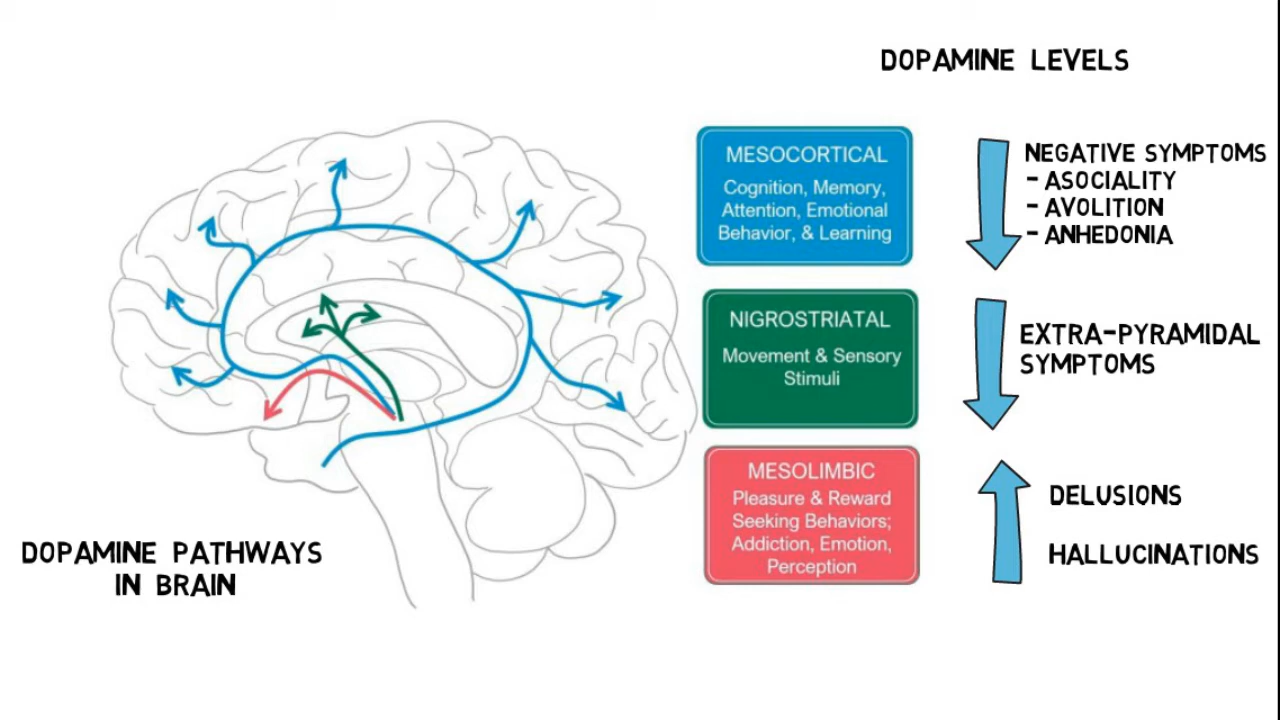 DOPAMINE LEVELS
MESOCORTICAL
Cognition, Memory,
Attention, Emotional
Behavior, & Learning
NEGATIVE SYMPTOMS
- ASOCIALITY
- AVOLITION
- ANHEDONIA
NIGROSTRIATAL
Movement & Sensory
Stimuli
EXTRA-PYRAMIDAL
SYMPTOMS
MESOLIMBIC
Pleasure & Reward
Seeking Behaviors;
Addiction, Emotion,
Perception
DELUSIONS
HALLUCINATIONS
DOPAMINE PATHWAYS
IN BRAIN